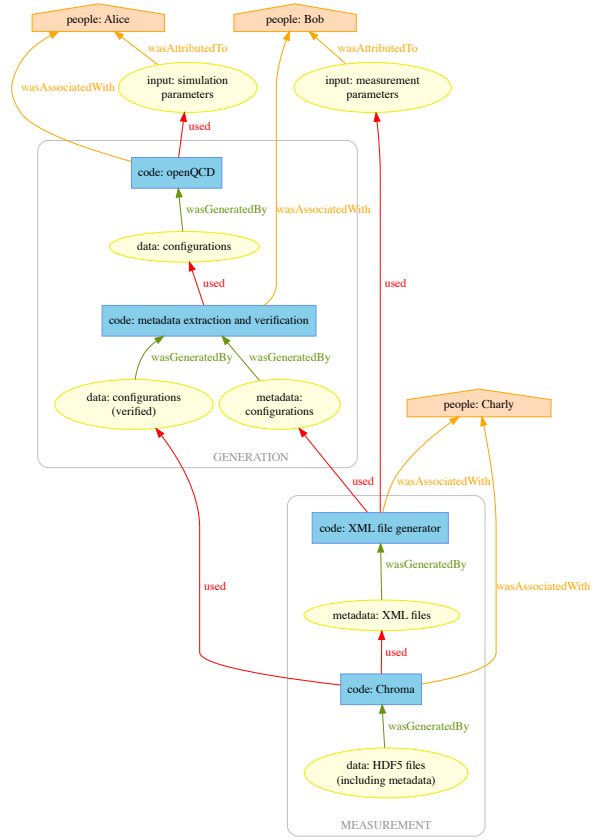 people: Alice
people: Bob
wasAttributedTo
wasAttributedTo
wasAssociatedWith
input: simulation
parameters
input: measurement
parameters
used
code: openQCD
wasGeneratedBy
wasAssociatedWith
data: configurations
used
used
code: metadata extraction and verification
wasGeneratedBy
wasGeneratedBy
data: configurations
(verified)
metadata:
configurations
people: Charly
GENERATION
used
wasAssociatedWith
code: XML file generator
wasGeneratedBy
used
wasAssociatedWith
metadata: XML files
used
code: Chroma
wasGeneratedBy
data: HDF5 files
(including metadata)
MEASUREMENT